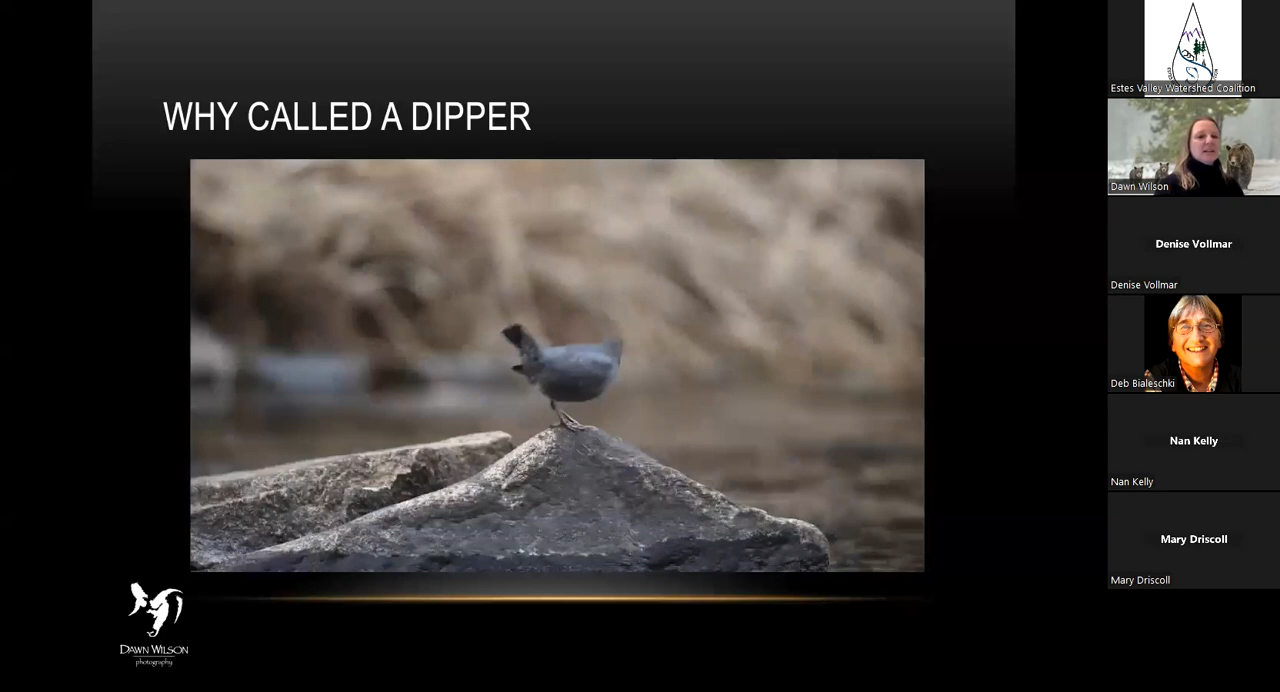 WHY CALLED A DIPPER
DAWN WILSON
photography
Estes Valley Watershed Coalition
Dawn Wilson
Denise Vollmar
Denise Vollmar
Deb Bialeschki
Nan Kelly
Nan Kelly
Mary Driscoll
Mary Driscoll